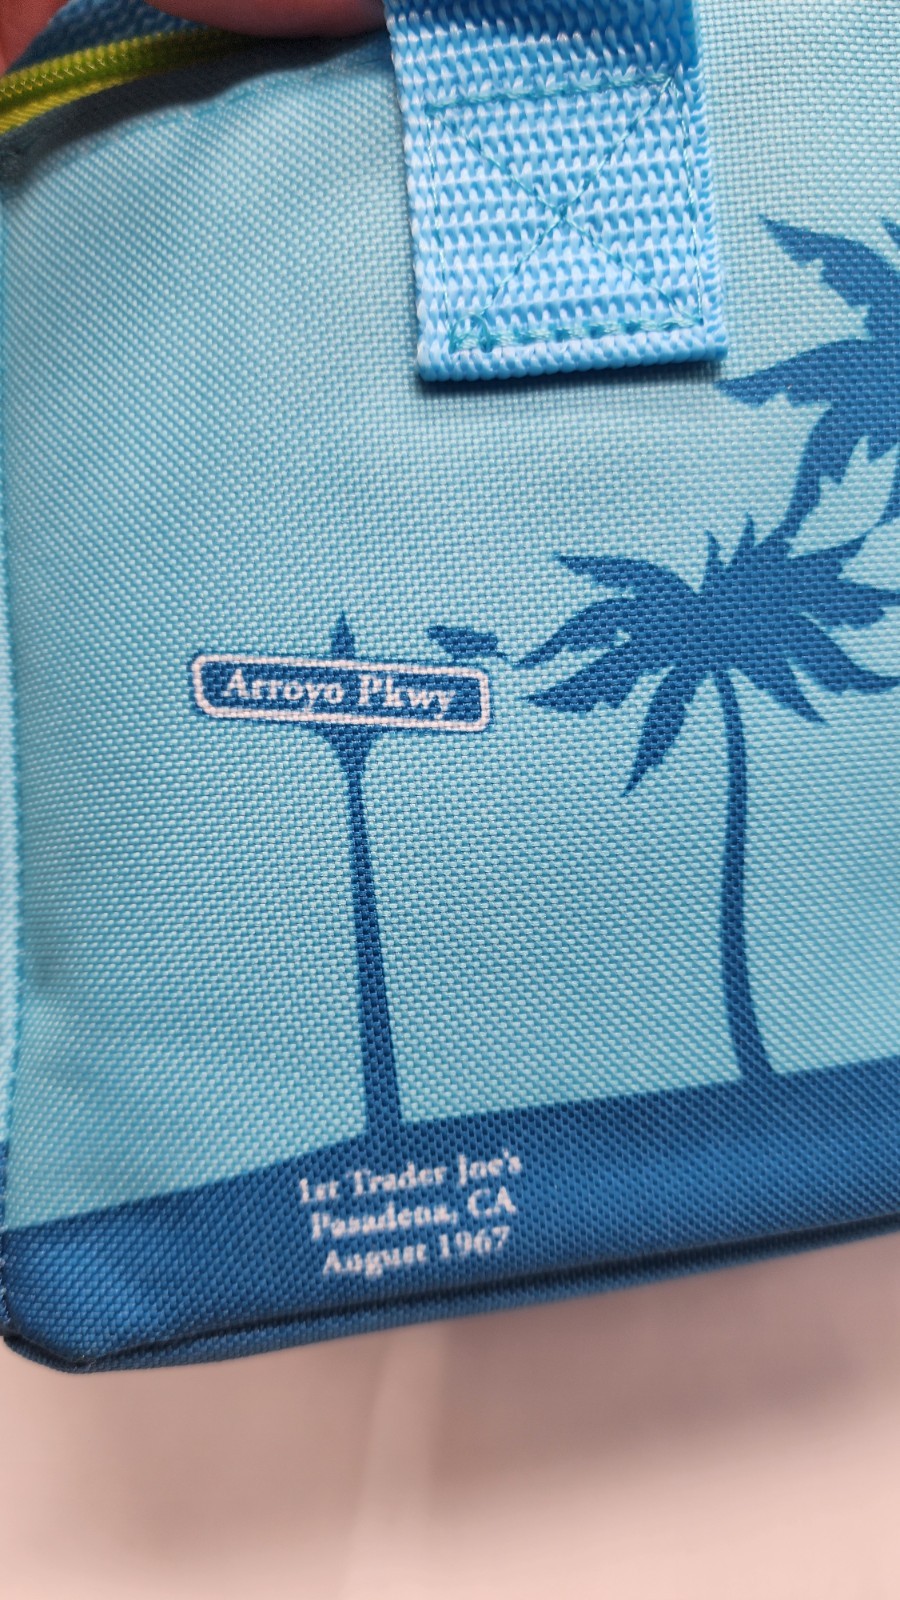 Arroyo Pkwy
1st Trader Joe's
Pasadena, CA
August 1967